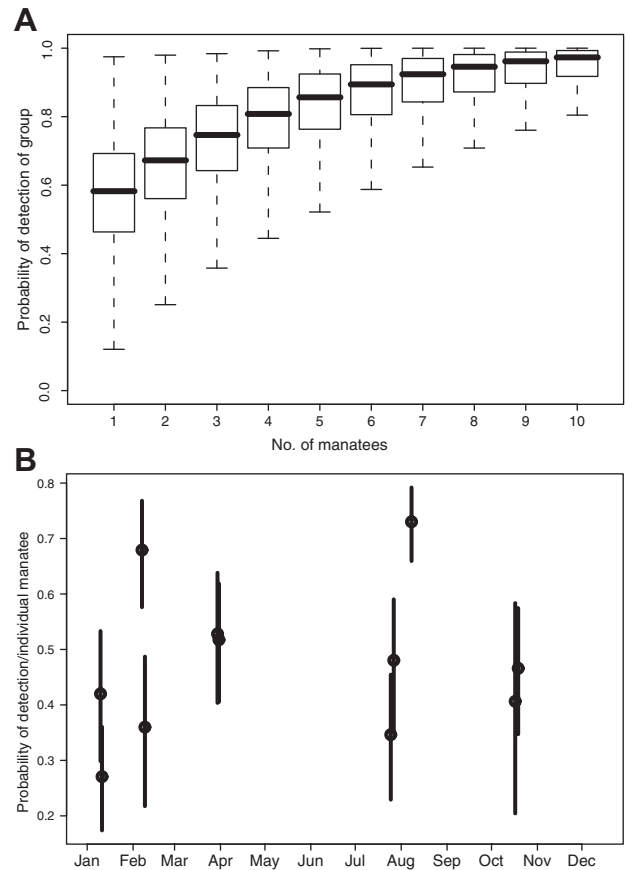 A
Probability of detection of group
1.0
0.8
0.6
0.4
0.2
0.0
1 2 3 4 5 6 7 8 9 10
No. of manatees
B
Probability of detection/individual manatee
0.8
0.7
0.6
0.5
0.4
0.3
0.2
Jan Feb Mar Apr May Jun Jul Aug Sep Oct Nov Dec